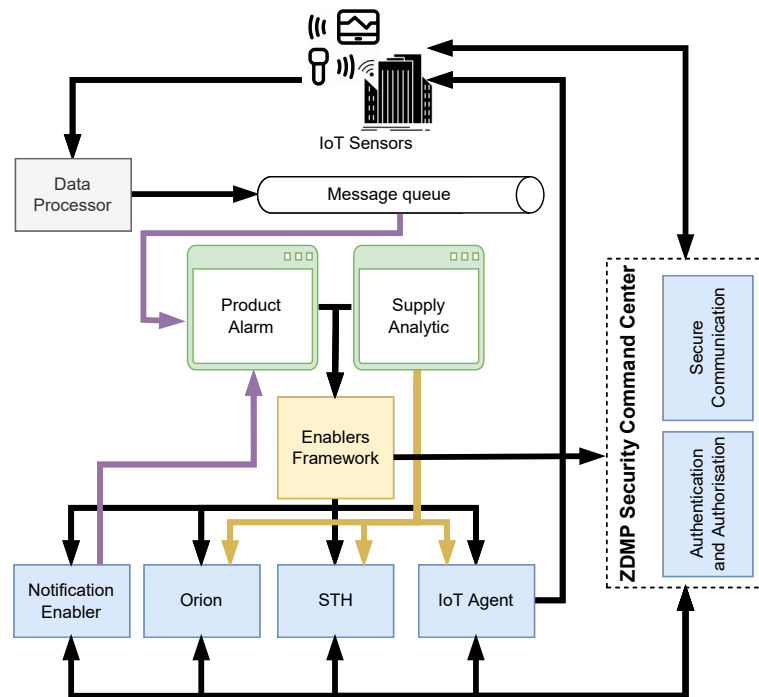 IoT Sensors
Data
Processor
Message queue
Product
Alarm
Supply
Analytic
Enablers
Framework
ZDMP Security Command Center
Secure
Communication
Authentication
and Authorisation
Notification
Enabler
Orion
STH
IoT Agent